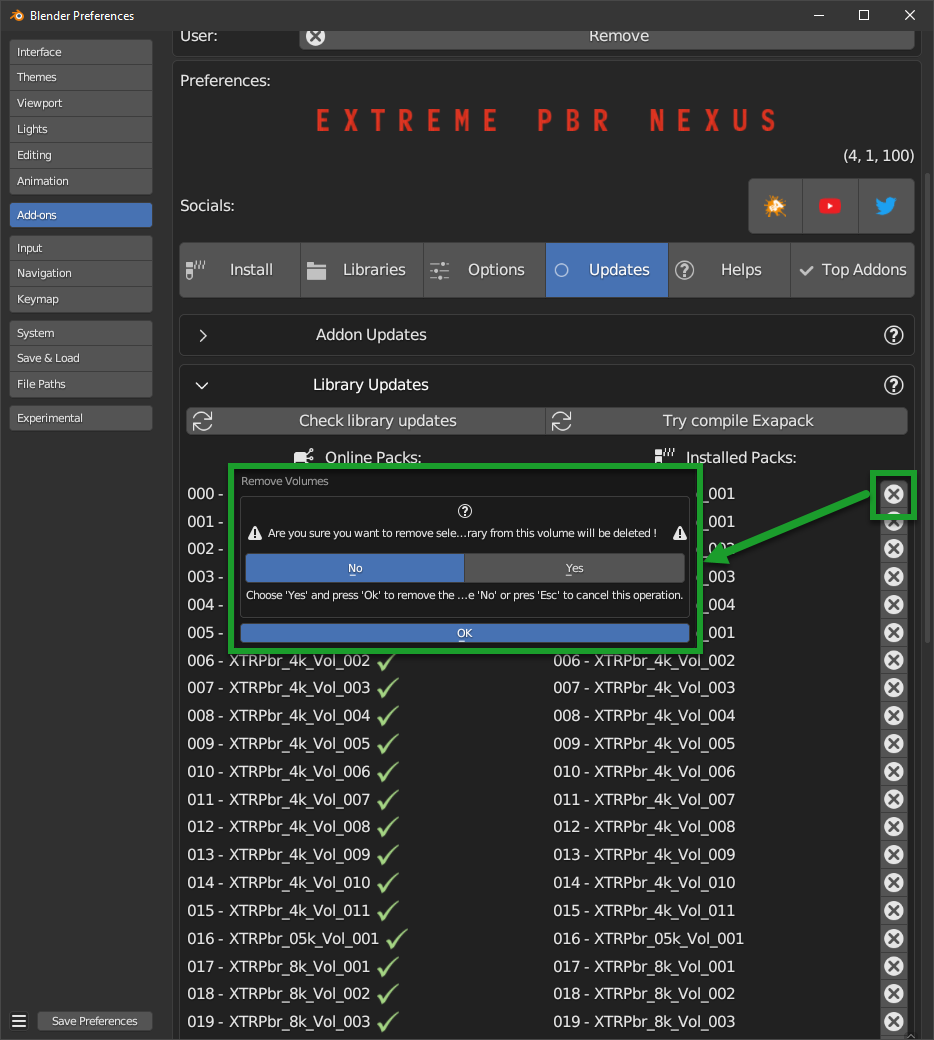 Blender Preferences
Interface
Themes
Viewport
Lights
Editing
Animation
Add-ons
Input
Navigation
Keymap
System
Save & Load
File Paths
Experimental
Save Preferences
User: Remove
Preferences:
EXTREME PBR NEXUS
(4, 1, 100)
Socials:
Install Libraries Options Updates Helps Top Addons
Addon Updates
Library Updates
Check library updates Try compile Exapack
Online Packs: Installed Packs:
000 - _001
001 -
002 - _002
003 - _003
004 - _004
005 - _001
Remove Volumes
Are you sure you want to remove sele...rary from this volume will be deleted !
No Yes
Choose 'Yes' and press 'Ok' to remove the ...e 'No' or pres 'Esc' to cancel this operation.
OK
006 - XTRPbr_4k_Vol_002 006 - XTRPbr_4k_Vol_002
007 - XTRPbr_4k_Vol_003 007 - XTRPbr_4k_Vol_003
008 - XTRPbr_4k_Vol_004 008 - XTRPbr_4k_Vol_004
009 - XTRPbr_4k_Vol_005 009 - XTRPbr_4k_Vol_005
010 - XTRPbr_4k_Vol_006 010 - XTRPbr_4k_Vol_006
011 - XTRPbr_4k_Vol_007 011 - XTRPbr_4k_Vol_007
012 - XTRPbr_4k_Vol_008 012 - XTRPbr_4k_Vol_008
013 - XTRPbr_4k_Vol_009 013 - XTRPbr_4k_Vol_009
014 - XTRPbr_4k_Vol_010 014 - XTRPbr_4k_Vol_010
015 - XTRPbr_4k_Vol_011 015 - XTRPbr_4k_Vol_011
016 - XTRPbr_05k_Vol_001 016 - XTRPbr_05k_Vol_001
017 - XTRPbr_8k_Vol_001 017 - XTRPbr_8k_Vol_001
018 - XTRPbr_8k_Vol_002 018 - XTRPbr_8k_Vol_002
019 - XTRPbr_8k_Vol_003 019 - XTRPbr_8k_Vol_003